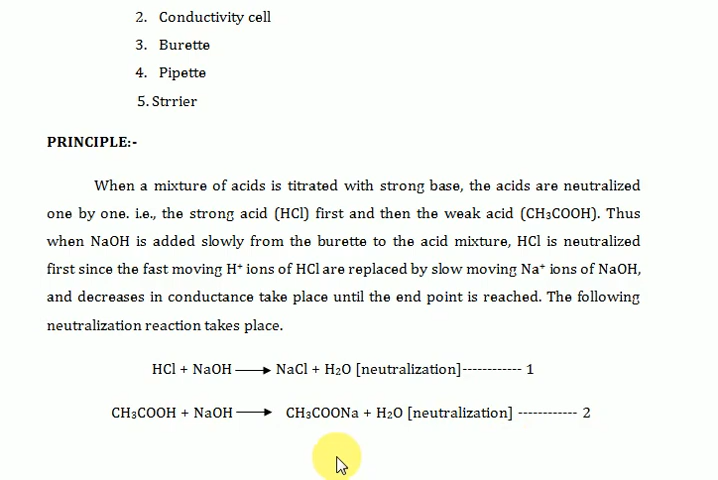 2. Conductivity cell
3. Burette
4. Pipette
5. Strrier
PRINCIPLE:-
When a mixture of acids is titrated with strong base, the acids are neutralized
one by one. i.e., the strong acid (HCl) first and then the weak acid (CH3COOH). Thus
when NaOH is added slowly from the burette to the acid mixture, HCl is neutralized
first since the fast moving H⁺ ions of HCl are replaced by slow moving Na⁺ ions of NaOH,
and decreases in conductance take place until the end point is reached. The following
neutralization reaction takes place.
HCl + NaOH ⟶ NaCl + H2O [neutralization]------------ 1
CH3COOH + NaOH ⟶ CH3COONa + H2O [neutralization] ------------ 2